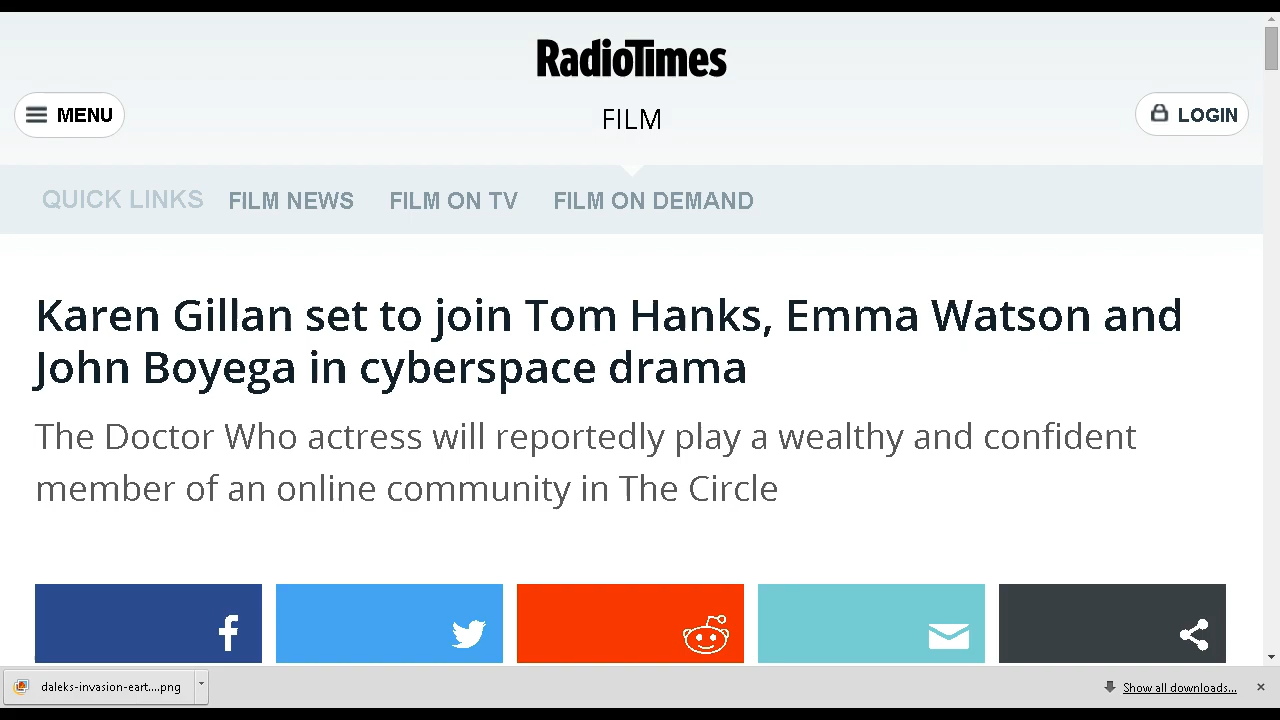 RadioTimes
MENU
FILM
LOGIN
QUICK LINKS FILM NEWS FILM ON TV FILM ON DEMAND
Karen Gillan set to join Tom Hanks, Emma Watson and
John Boyega in cyberspace drama
The Doctor Who actress will reportedly play a wealthy and confident
member of an online community in The Circle
daleks-invasion-eart....png
Show all downloads...